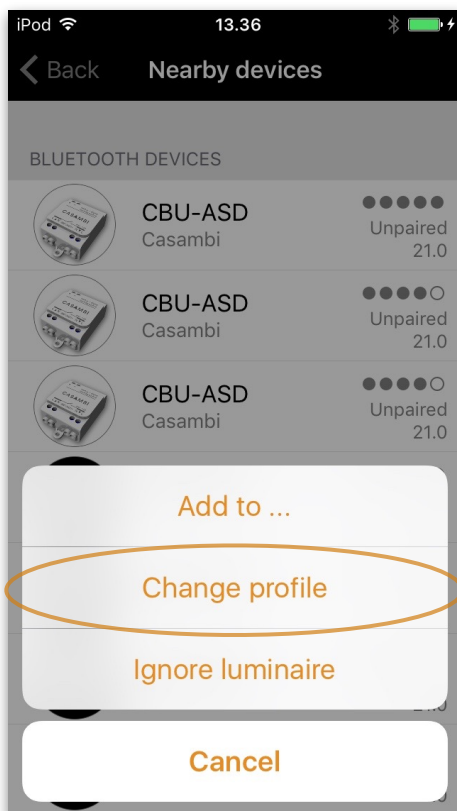 iPod 13.36
Back Nearby devices
BLUETOOTH DEVICES
CBU-ASD
Casambi
Unpaired
21.0
CBU-ASD
Casambi
Unpaired
21.0
CBU-ASD
Casambi
Unpaired
21.0
Add to ...
Change profile
Ignore luminaire
Cancel